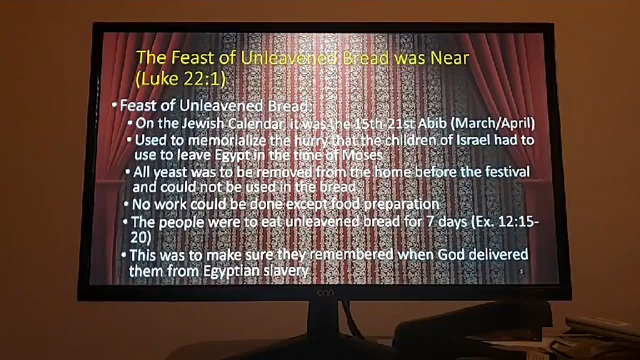 The Feast of Unleavened Bread was Near
(Luke 22:1)
• Feast of Unleavened Bread:
• On the Jewish Calendar, it was the 15th-21st Abib (March/April)
• Used to memorialize the hurry that the children of Israel had to
use to leave Egypt in the time of Moses
• All yeast was to be removed from the home before the festival
and could not be used in the bread
• No work could be done except food preparation
• The people were to eat unleavened bread for 7 days (Ex. 12:15-
20)
• This was to make sure they remembered when God delivered
them from Egyptian slavery
3
onn